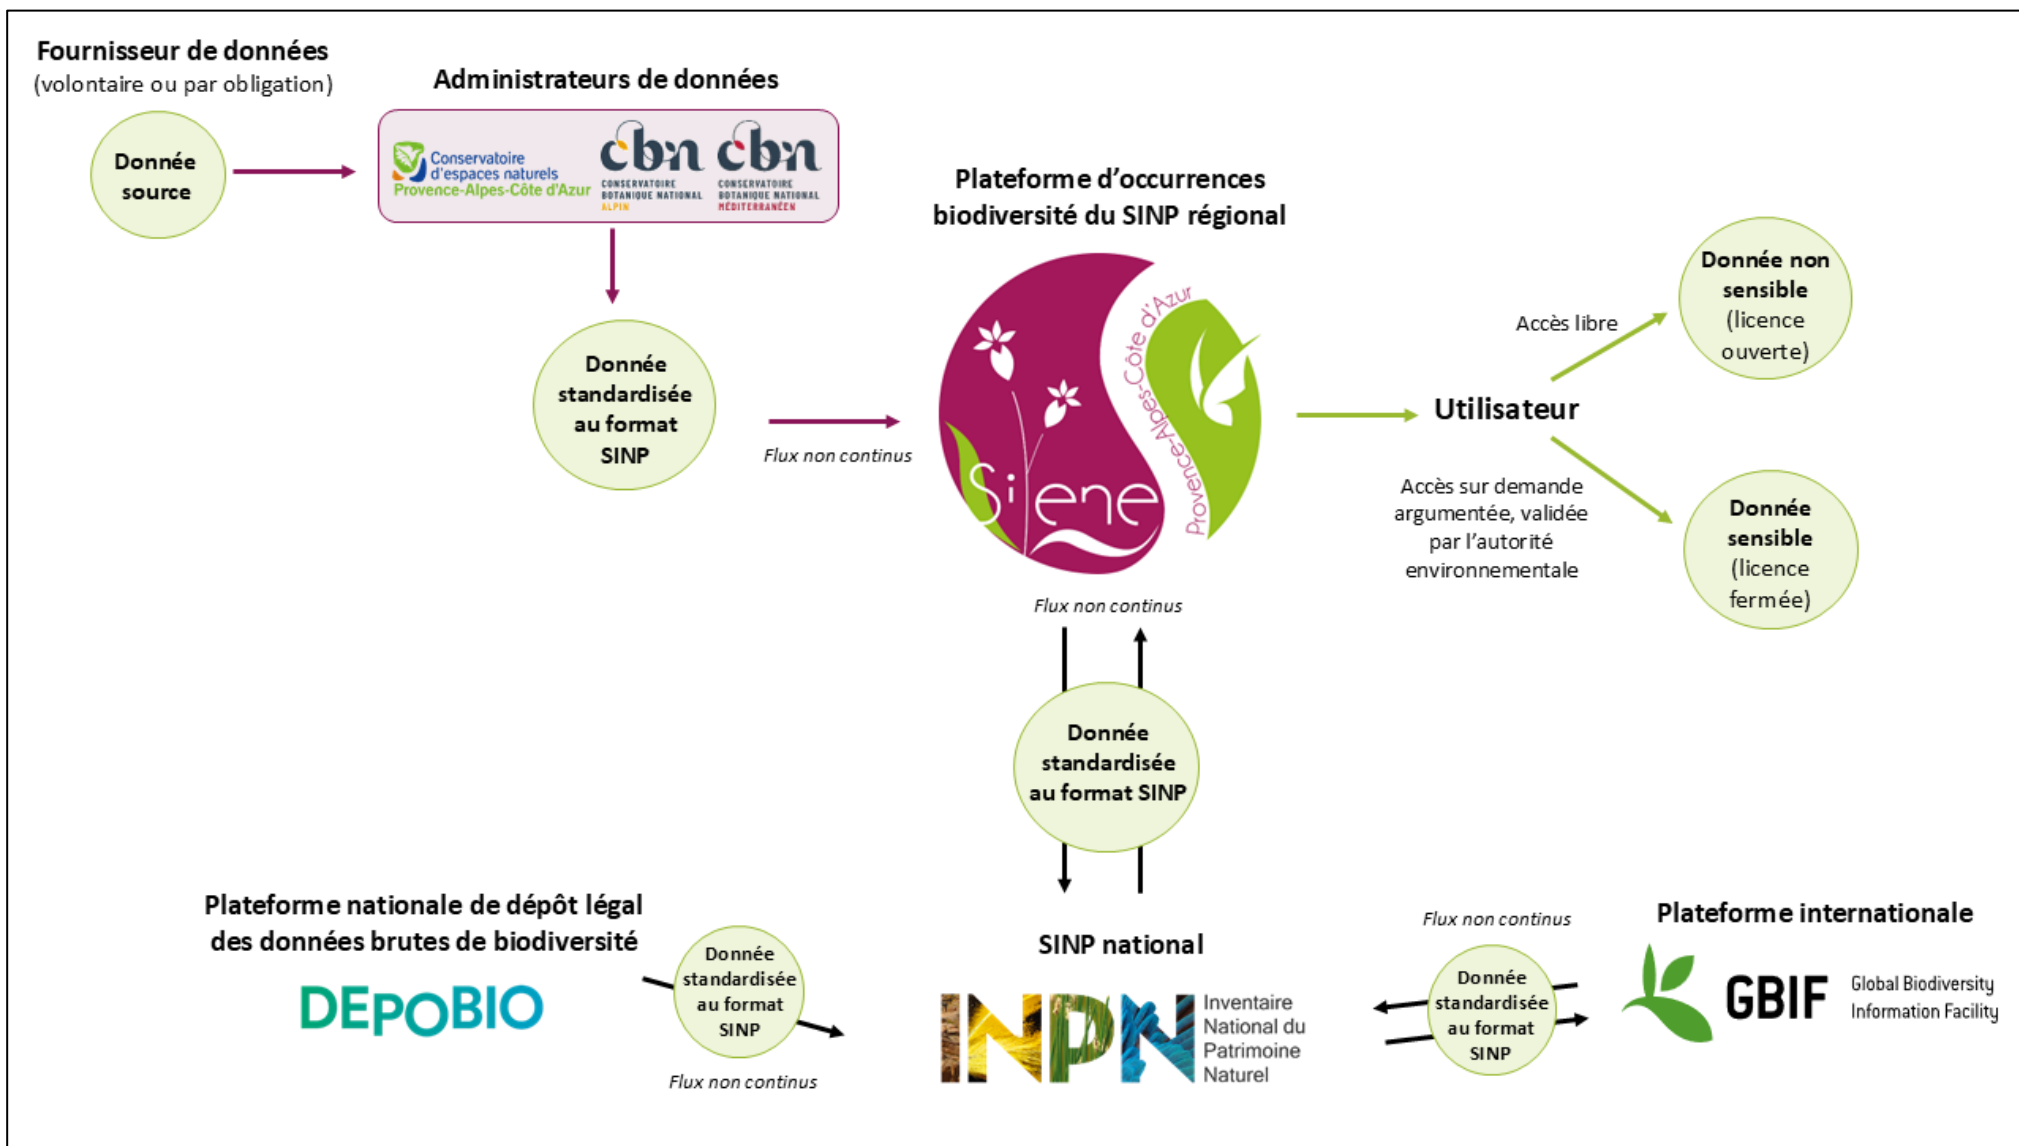 Fournisseur de données
(volontaire ou par obligation)
Donnée
source
Administrateurs de données
Conservatoire
d'espaces naturels
Provence-Alpes-Côte d'Azur
cbn
CONSERVATOIRE
BOTANIQUE NATIONAL
ALPIN
cbn
CONSERVATOIRE
BOTANIQUE NATIONAL
MÉDITERRANÉEN
Donnée
standardisée
au format
SINP
Flux non continus
Plateforme d’occurrences
biodiversité du SINP régional
Silene
Provence-Alpes-Côte d'Azur
Utilisateur
Accès libre
Donnée non
sensible
(licence
ouverte)
Accès sur demande
argumentée, validée
par l’autorité
environnementale
Donnée
sensible
(licence
fermée)
Flux non continus
Donnée
standardisée
au format SINP
Plateforme nationale de dépôt légal
des données brutes de biodiversité
DEPOBIO
Donnée
standardisée
au format
SINP
Flux non continus
SINP national
INPN
Inventaire
National du
Patrimoine
Naturel
Flux non continus
Donnée
standardisée
au format
SINP
Plateforme internationale
GBIF
Global Biodiversity
Information Facility